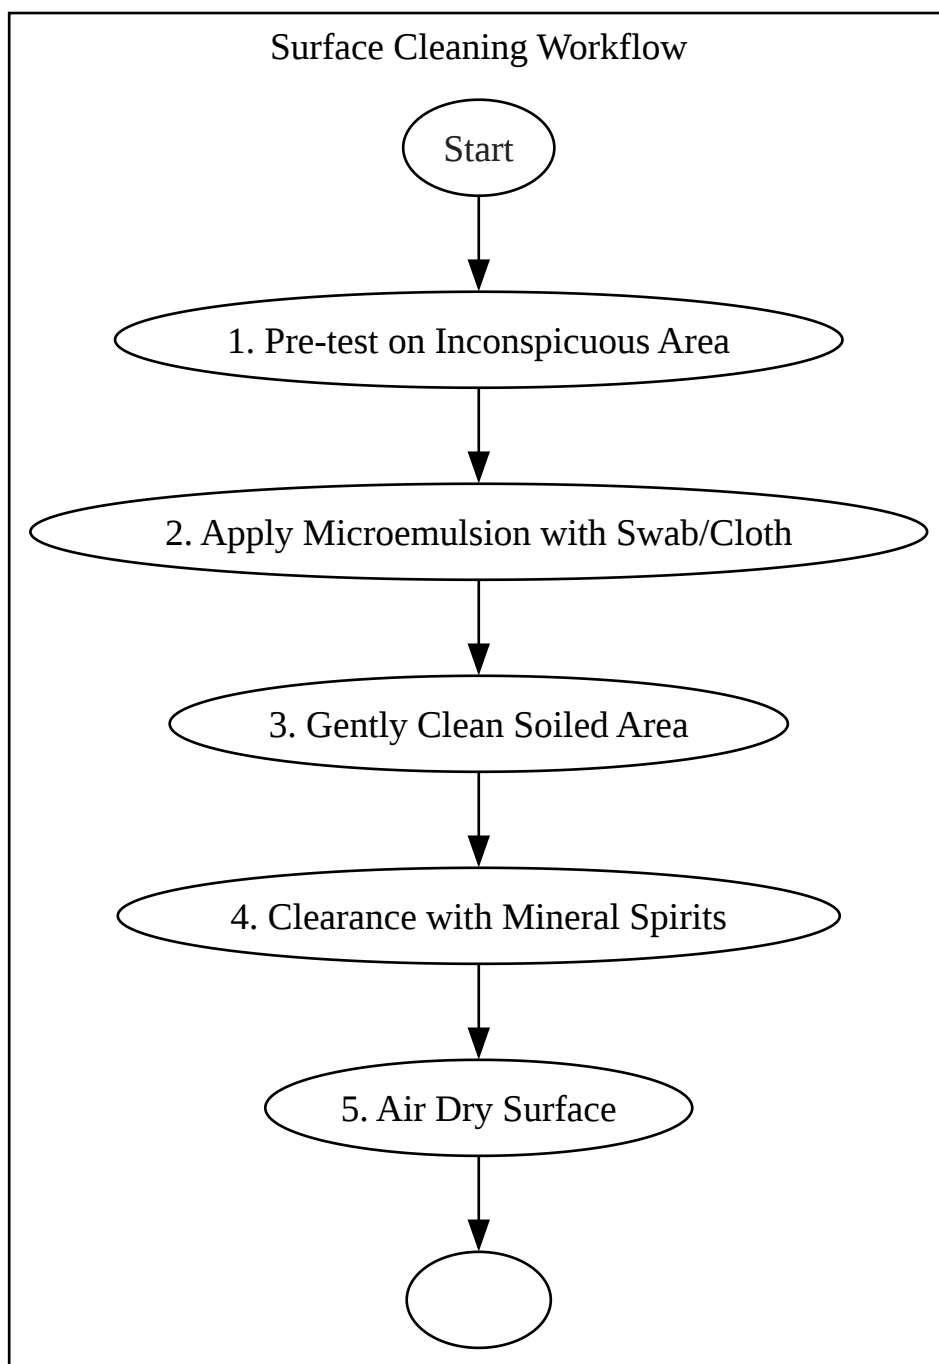 Surface Cleaning Workflow
Start
1. Pre-test on Inconspicuous Area
2. Apply Microemulsion with Swab/Cloth
3. Gently Clean Soiled Area
4. Clearance with Mineral Spirits
5. Air Dry Surface